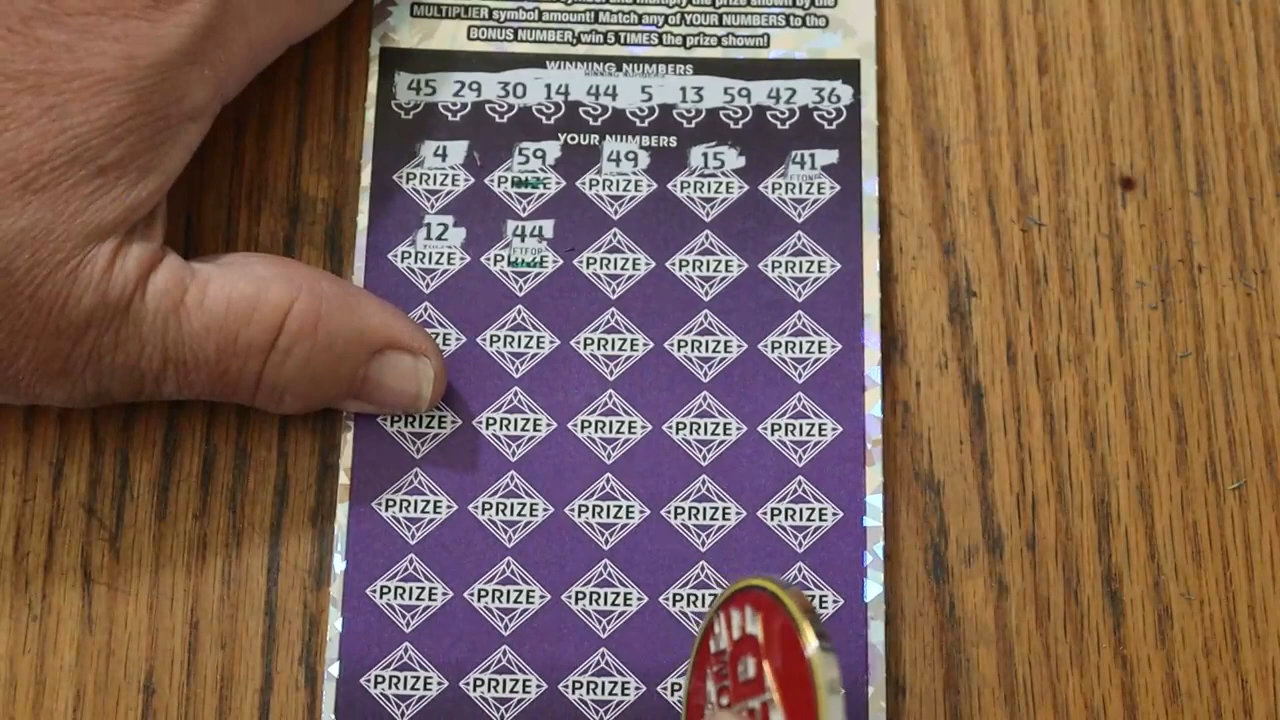 MULTIPLIER symbol amount! Match any of YOUR NUMBERS to the
BONUS NUMBER, win 5 TIMES the prize shown!
WINNING NUMBERS
45 29 30 14 44 5 13 59 42 36
$ $ $ $ $ $ $ $ $ $
YOUR NUMBERS
4 59 49 15 41
PRIZE PRIZE PRIZE PRIZE PRIZE
12 44
PRIZE PRIZE PRIZE PRIZE PRIZE
PRIZE PRIZE PRIZE PRIZE
PRIZE PRIZE PRIZE PRIZE PRIZE
PRIZE PRIZE PRIZE PRIZE PRIZE
PRIZE PRIZE PRIZE
PRIZE PRIZE PRIZE